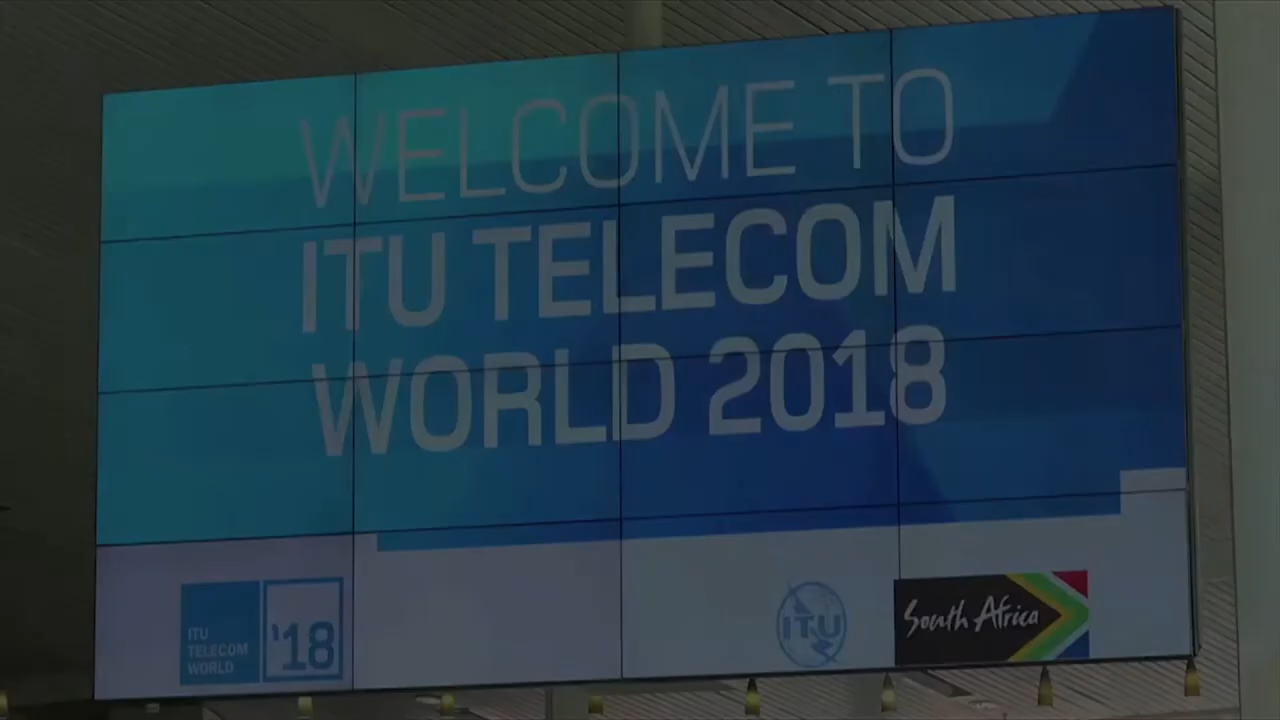 WELCOME TO
ITU TELECOM
WORLD 2018
ITU
TELECOM
WORLD
'18
ITU
South Africa